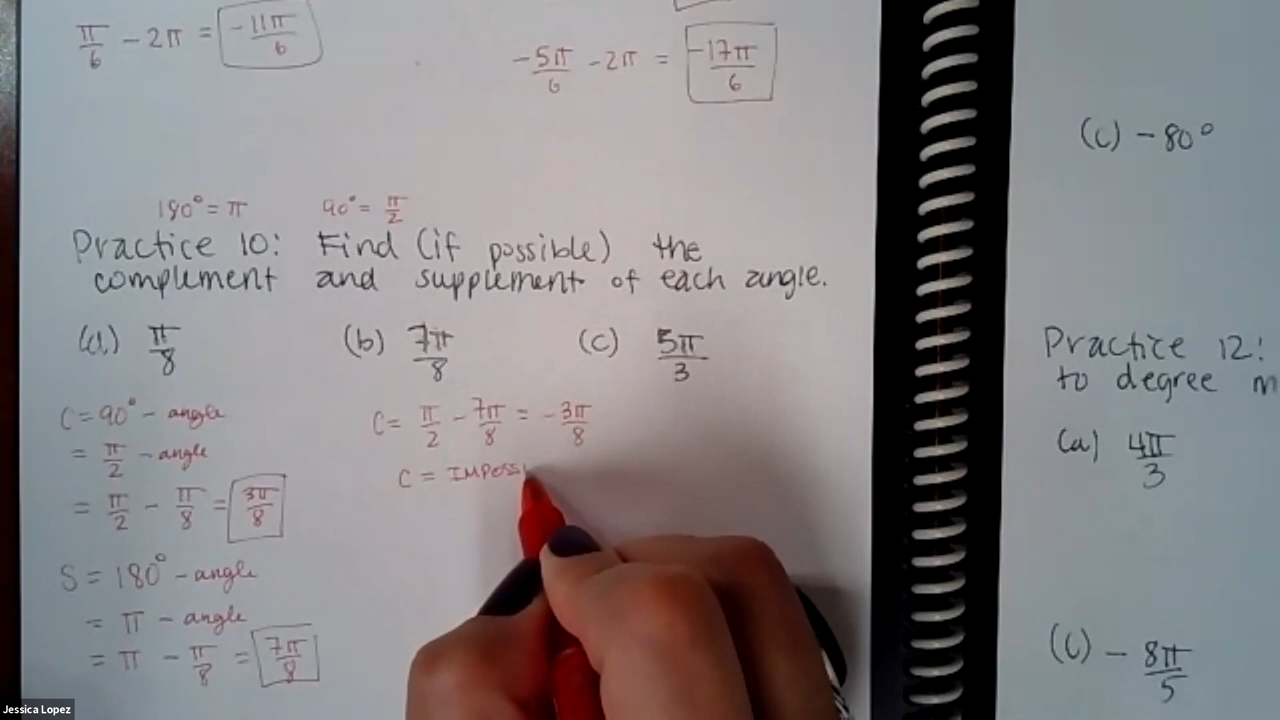 π/6 - 2π = -11π/6
-5π/6 - 2π = -17π/6
180° = π 90° = π/2
Practice 10: Find (if possible) the
complement and supplement of each angle.
(a) π/8 (b) 7π/8 (c) 5π/3
C = 90° - angle
= π/2 - angle
= π/2 - π/8 = 3π/8
S = 180° - angle
= π - angle
= π - π/8 = 7π/8
C = π/2 - 7π/8 = -3π/8
C = IMPOSSI
(c) -80°
Practice 12:
to degree m
(a) 4π/3
(c) - 8π/5
Jessica Lopez